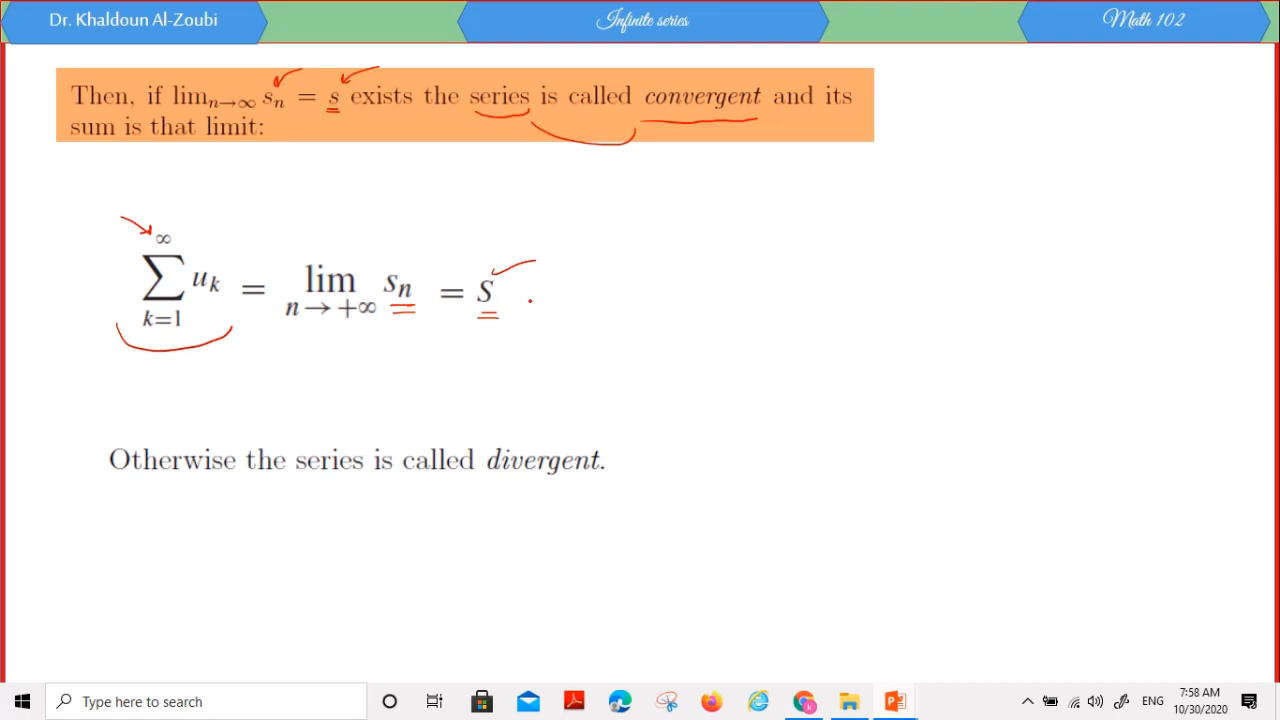 Dr. Khaldoun Al-Zoubi
Infinite series
Math 102
Then, if lim_{n→∞} s_n = s exists the series is called convergent and its
sum is that limit:
∑_{k=1}^{∞} u_k = lim_{n→+∞} s_n = S
Otherwise the series is called divergent.
Type here to search
ENG
7:58 AM
10/30/2020